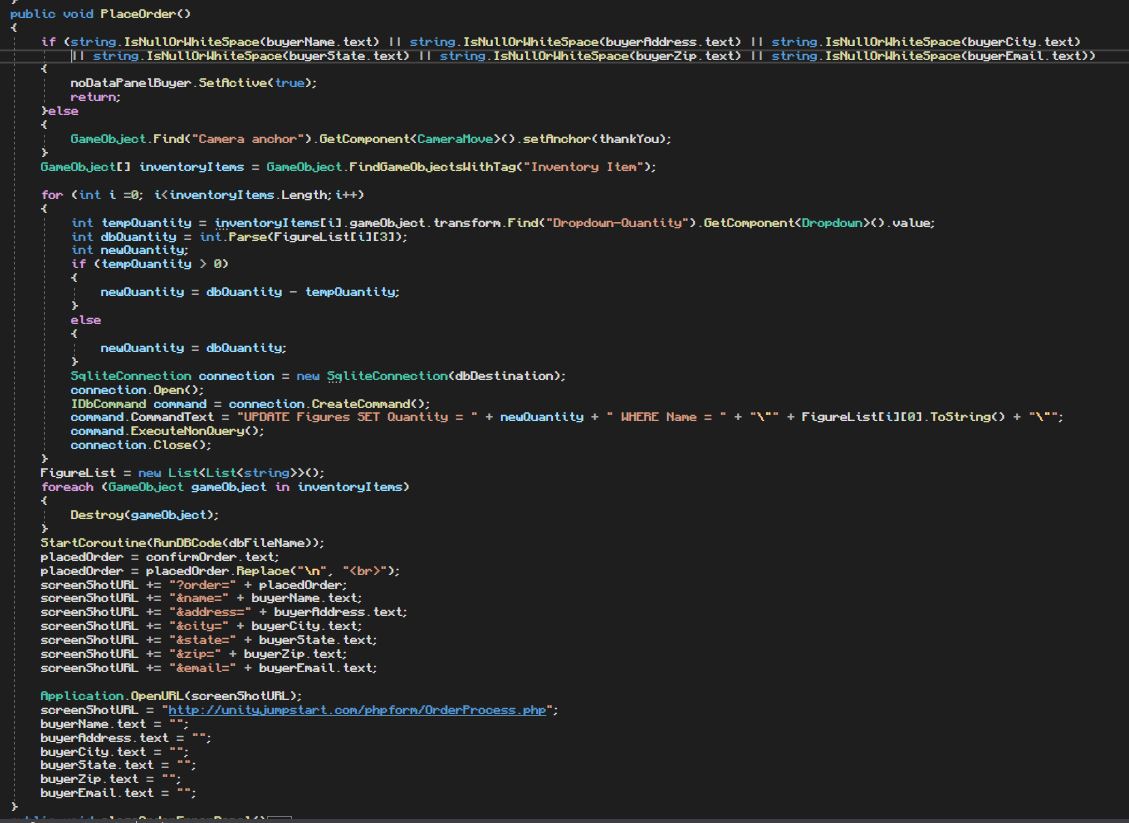 public void PlaceOrder()
{
if (string.IsNullOrWhiteSpace(buyerName.text) || string.IsNullOrWhiteSpace(buyerAddress.text) || string.IsNullOrWhiteSpace(buyerCity.text)
|| string.IsNullOrWhiteSpace(buyerState.text) || string.IsNullOrWhiteSpace(buyerZip.text) || string.IsNullOrWhiteSpace(buyerEmail.text))
{
noDataPanelBuyer.SetActive(true);
return;
}else
{
GameObject.Find("Camera anchor").GetComponent<CameraMove>().setAnchor(thankYou);
}
GameObject[] inventoryItems = GameObject.FindGameObjectsWithTag("Inventory Item");
for (int i =0; i<inventoryItems.Length;i++)
{
int tempQuantity = inventoryItems[i].gameObject.transform.Find("Dropdown-Quantity").GetComponent<Dropdown>().value;
int dbQuantity = int.Parse(FigureList[i][3]);
int newQuantity;
if (tempQuantity > 0)
{
newQuantity = dbQuantity - tempQuantity;
}
else
{
newQuantity = dbQuantity;
}
SqliteConnection connection = new SqliteConnection(dbDestination);
connection.Open();
IDbCommand command = connection.CreateCommand();
command.CommandText = "UPDATE Figures SET Quantity = " + newQuantity + " WHERE Name = " + "\"" + FigureList[i][0].ToString() + "\"";
command.ExecuteNonQuery();
connection.Close();
}
FigureList = new List<List<string>>();
foreach (GameObject gameObject in inventoryItems)
{
Destroy(gameObject);
}
StartCoroutine(RunDBCode(dbFileName));
placedOrder = confirmOrder.text;
placedOrder = placedOrder.Replace("\n", "<br>");
screenShotURL += "?order=" + placedOrder;
screenShotURL += "&name=" + buyerName.text;
screenShotURL += "&address=" + buyerAddress.text;
screenShotURL += "&city=" + buyerCity.text;
screenShotURL += "&state=" + buyerState.text;
screenShotURL += "&zip=" + buyerZip.text;
screenShotURL += "&email=" + buyerEmail.text;
Application.OpenURL(screenShotURL);
screenShotURL = "http://unityjumpstart.com/phpform/OrderProcess.php";
buyerName.text = "";
buyerAddress.text = "";
buyerCity.text = "";
buyerState.text = "";
buyerZip.text = "";
buyerEmail.text = "";
}